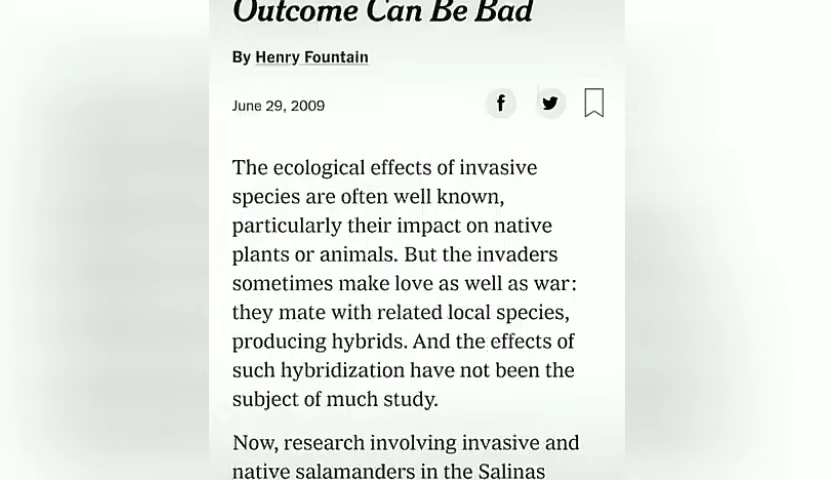 Outcome Can Be Bad
By Henry Fountain
June 29, 2009
The ecological effects of invasive
species are often well known,
particularly their impact on native
plants or animals. But the invaders
sometimes make love as well as war:
they mate with related local species,
producing hybrids. And the effects of
such hybridization have not been the
subject of much study.
Now, research involving invasive and
native salamanders in the Salinas